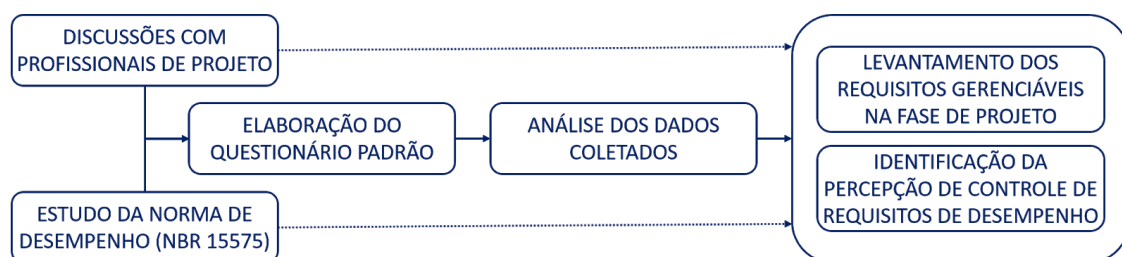 DISCUSSÕES COM
PROFISSIONAIS DE PROJETO
ELABORAÇÃO DO
QUESTIONÁRIO PADRÃO
ESTUDO DA NORMA DE
DESEMPENHO (NBR 15575)
ANÁLISE DOS DADOS
COLETADOS
LEVANTAMENTO DOS
REQUISITOS GERENCIÁVEIS
NA FASE DE PROJETO
IDENTIFICAÇÃO DA
PERCEPÇÃO DE CONTROLE DE
REQUISITOS DE DESEMPENHO